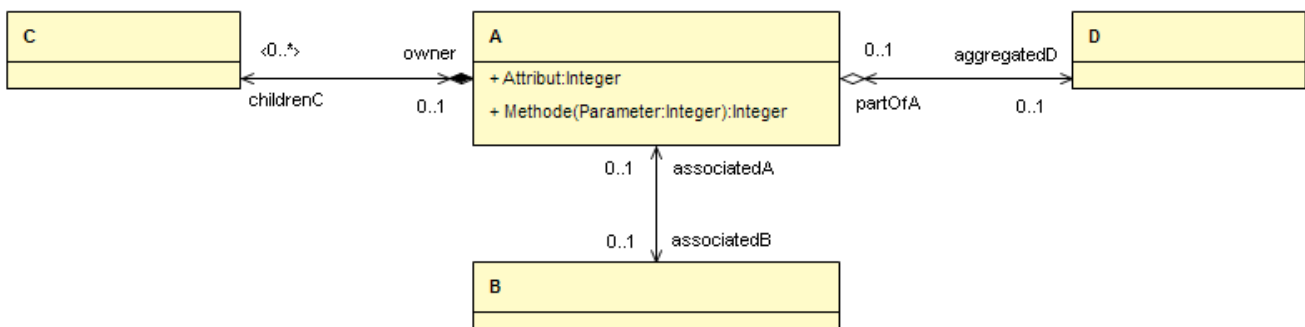 C
<0..*>
owner
childrenC
0..1
A
+ Attribut:Integer
+ Methode(Parameter:Integer):Integer
0..1
aggregatedD
partOfA
0..1
D
0..1
associatedA
0..1
associatedB
B